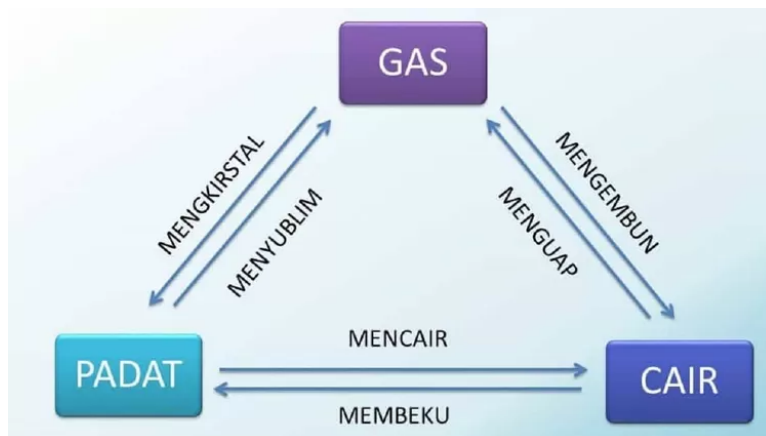 GAS
MENGKIRSTAL
MENYUBLIM
MENGUAP
MENGEMBUN
MENCAIR
PADAT
CAIR
MEMBEKU